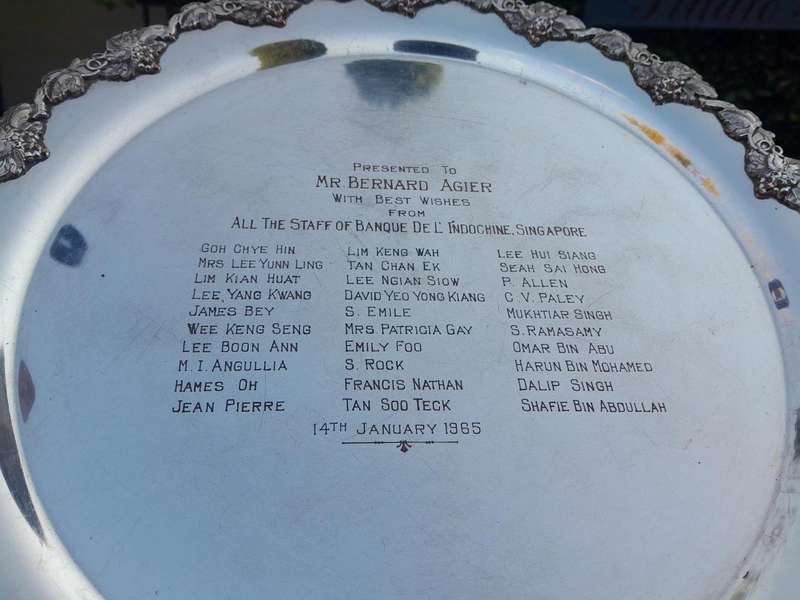 PRESENTED TO
MR. BERNARD AGIER
WITH BEST WISHES
FROM
ALL THE STAFF OF BANQUE DE L' INDOCHINE, SINGAPORE
GOH CHYE HIN LIM KENG WAH LEE HUI SIANG
MRS LEE YUNN LING TAN CHAN EK SEAH SAI HONG
LIM KIAN HUAT LEE NGIAN SIOW P. ALLEN
LEE YANG KWANG DAVID YEO YONG KIANG C.V. PALEY
JAMES BEY S. EMILE MUKHTIAR SINGH
WEE KENG SENG MRS PATRICIA GAY S. RAMASAMY
LEE BOON ANN EMILY FOO OMAR BIN ABU
M. I. ANGULLIA S. ROCK HARUN BIN MOHAMED
HAMES OH FRANCIS NATHAN DALIP SINGH
JEAN PIERRE TAN SOO TECK SHAFIE BIN ABDULLAH
14TH JANUARY 1965